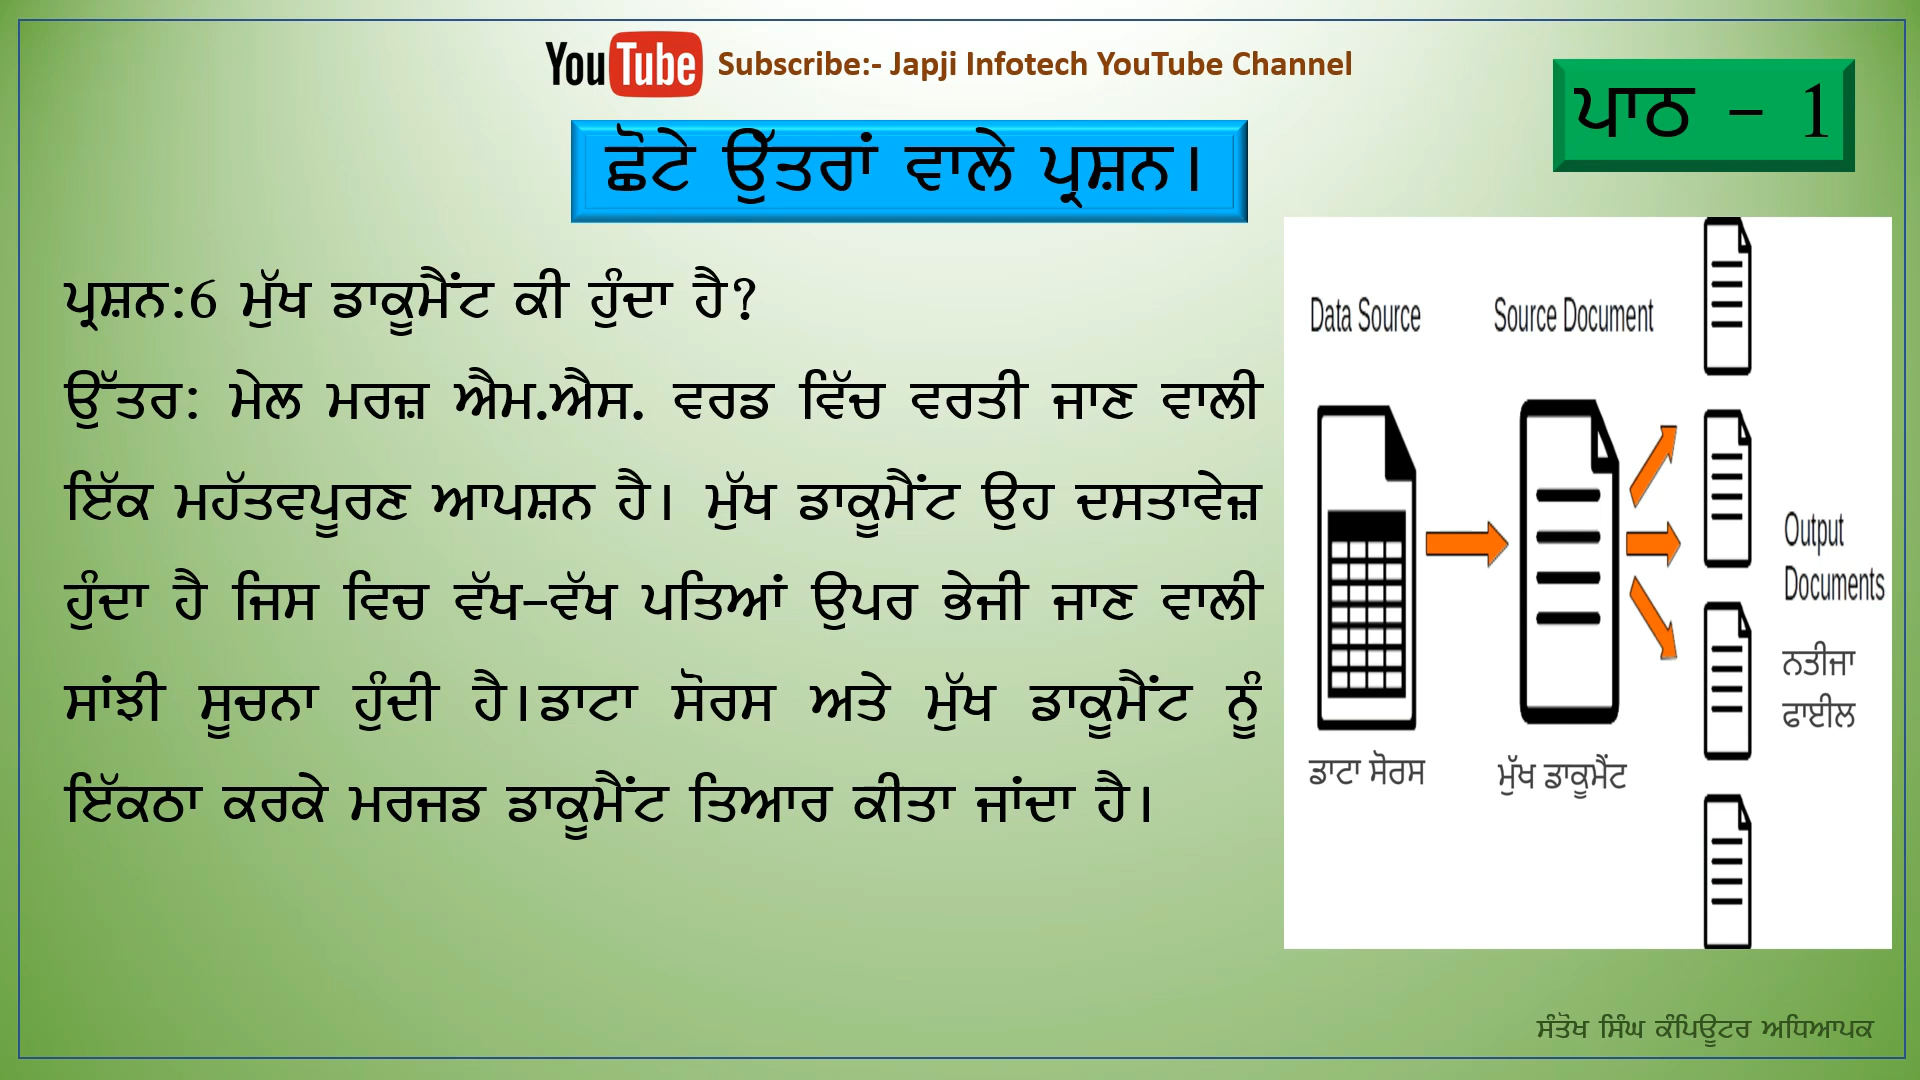 YouTube Subscribe:- Japji Infotech YouTube Channel
ਪਾਠ - 1
ਛੋਟੇ ਉੱਤਰਾਂ ਵਾਲੇ ਪ੍ਰਸ਼ਨ।
ਪ੍ਰਸ਼ਨ:6 ਮੁੱਖ ਡਾਕੂਮੈਂਟ ਕੀ ਹੁੰਦਾ ਹੈ?
ਉੱਤਰ: ਮੇਲ ਮਰਜ਼ ਐਮ.ਐਸ. ਵਰਡ ਵਿੱਚ ਵਰਤੀ ਜਾਣ ਵਾਲੀ
ਇੱਕ ਮਹੱਤਵਪੂਰਣ ਆਪਸ਼ਨ ਹੈ। ਮੁੱਖ ਡਾਕੂਮੈਂਟ ਉਹ ਦਸਤਾਵੇਜ਼
ਹੁੰਦਾ ਹੈ ਜਿਸ ਵਿਚ ਵੱਖ-ਵੱਖ ਪਤਿਆਂ ਉਪਰ ਭੇਜੀ ਜਾਣ ਵਾਲੀ
ਸਾਂਝੀ ਸੂਚਨਾ ਹੁੰਦੀ ਹੈ।ਡਾਟਾ ਸੋਰਸ ਅਤੇ ਮੁੱਖ ਡਾਕੂਮੈਂਟ ਨੂੰ
ਇੱਕਠਾ ਕਰਕੇ ਮਰਜਡ ਡਾਕੂਮੈਂਟ ਤਿਆਰ ਕੀਤਾ ਜਾਂਦਾ ਹੈ।
Data Source
Source Document
Output
Documents
ਨਤੀਜਾ
ਫਾਈਲ
ਡਾਟਾ ਸੋਰਸ
ਮੁੱਖ ਡਾਕੂਮੈਂਟ
ਸੰਤੋਖ ਸਿੰਘ ਕੰਪਿਊਟਰ ਅਧਿਆਪਕ